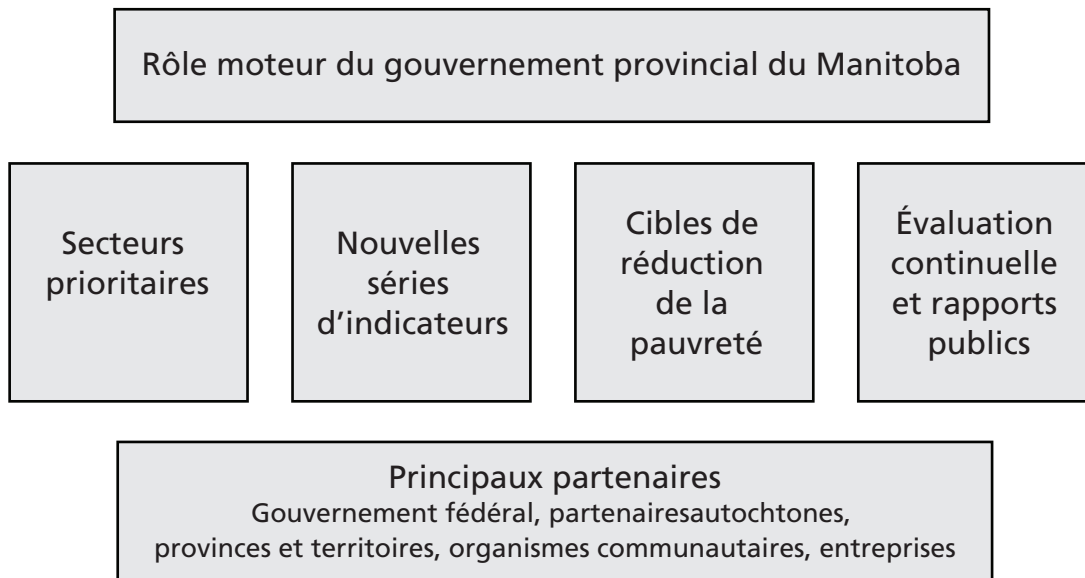 Rôle moteur du gouvernement provincial du Manitoba
Secteurs
prioritaires
Nouvelles
séries
d’indicateurs
Cibles de
réduction
de la
pauvreté
Évaluation
continuelle
et rapports
publics
Principaux partenaires
Gouvernement fédéral, partenairesautochtones,
provinces et territoires, organismes communautaires, entreprises